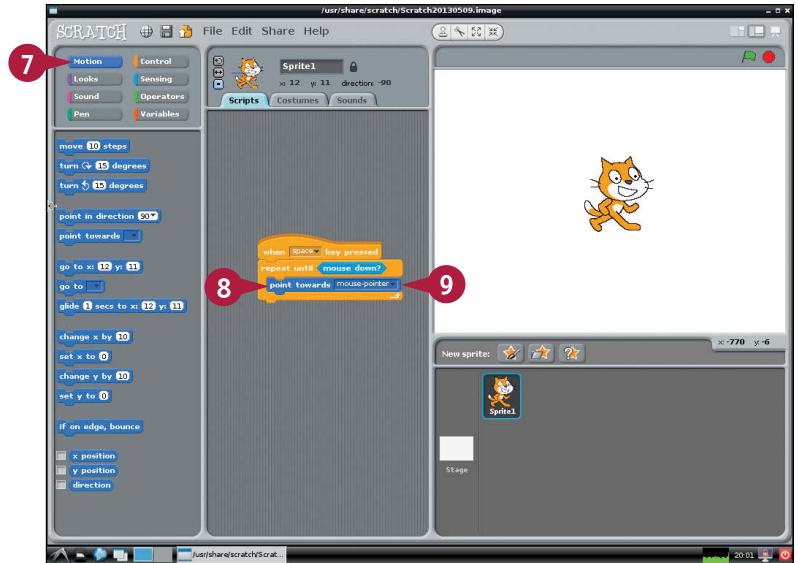 /usr/share/scratch/Scratch20130509.image
SCRATCH File Edit Share Help
7
Motion Control
Looks Sensing
Sound Operators
Pen Variables
Sprite1
x: 12 y: 11 direction: -90
Scripts Costumes Sounds
move 10 steps
turn 15 degrees
turn 15 degrees
point in direction 90
point towards
go to x: 12 y: 11
go to
glide 1 secs to x: 12 y: 11
change x by 10
set x to 0
change y by 10
set y to 0
if on edge, bounce
x position
y position
direction
when space key pressed
repeat until mouse down?
8 point towards mouse-pointer 9
x: -770 y: -6
New sprite:
Sprite1
Stage
/usr/share/scratch/Scrat...
20:01